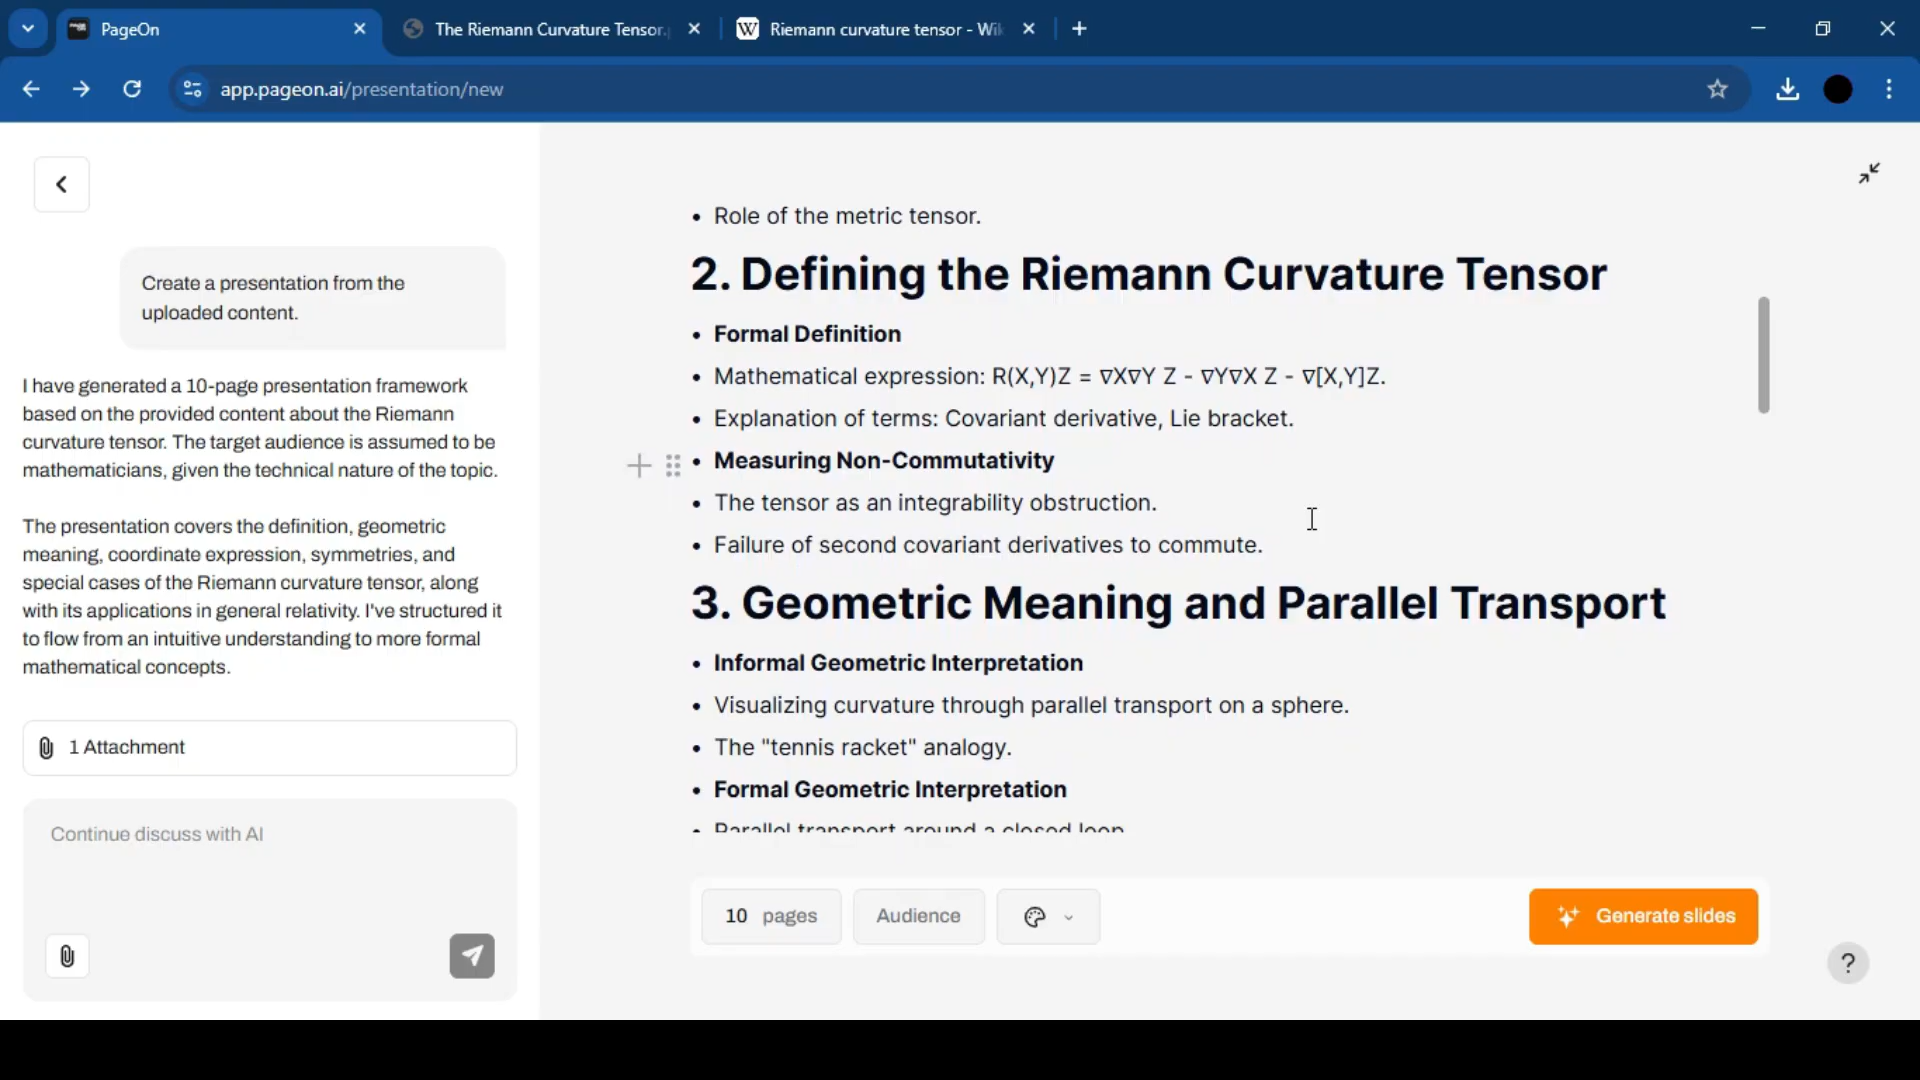 PageOn
The Riemann Curvature Tensor.
W Riemann curvature tensor - Wi
app.pageon.ai/presentation/new
Create a presentation from the
uploaded content.
I have generated a 10-page presentation framework
based on the provided content about the Riemann
curvature tensor. The target audience is assumed to be
mathematicians, given the technical nature of the topic.
The presentation covers the definition, geometric
meaning, coordinate expression, symmetries, and
special cases of the Riemann curvature tensor, along
with its applications in general relativity. I've structured it
to flow from an intuitive understanding to more formal
mathematical concepts.
1 Attachment
Continue discuss with AI
• Role of the metric tensor.
2. Defining the Riemann Curvature Tensor
• Formal Definition
• Mathematical expression: R(X,Y)Z = ∇X∇Y Z - ∇Y∇X Z - ∇[X,Y]Z.
• Explanation of terms: Covariant derivative, Lie bracket.
• Measuring Non-Commutativity
• The tensor as an integrability obstruction.
• Failure of second covariant derivatives to commute.
3. Geometric Meaning and Parallel Transport
• Informal Geometric Interpretation
• Visualizing curvature through parallel transport on a sphere.
• The "tennis racket" analogy.
• Formal Geometric Interpretation
• Parallel transport around a closed loop
10 pages
Audience
Generate slides
?